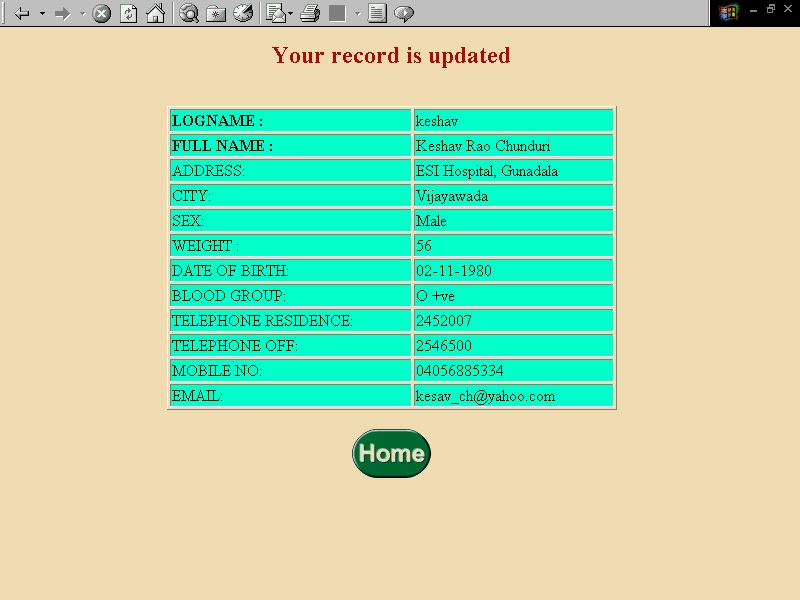 Your record is updated
LOGNAME : keshav
FULL NAME : Keshav Rao Chunduri
ADDRESS: ESI Hospital, Gunadala
CITY: Vijayawada
SEX: Male
WEIGHT : 56
DATE OF BIRTH: 02-11-1980
BLOOD GROUP: O +ve
TELEPHONE RESIDENCE: 2452007
TELEPHONE OFF: 2546500
MOBILE NO: 04056885334
EMAIL: kesav_ch@yahoo.com
Home